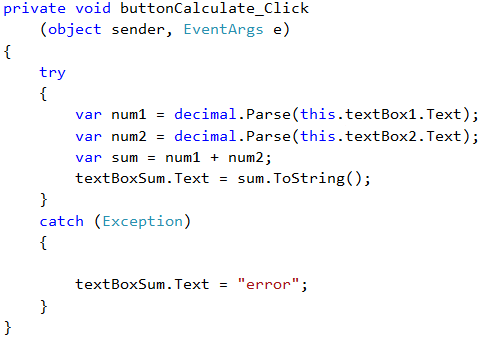 private void buttonCalculate_Click
    (object sender, EventArgs e)
{
    try
    {
        var num1 = decimal.Parse(this.textBox1.Text);
        var num2 = decimal.Parse(this.textBox2.Text);
        var sum = num1 + num2;
        textBoxSum.Text = sum.ToString();
    }
    catch (Exception)
    {

        textBoxSum.Text = "error";
    }
}